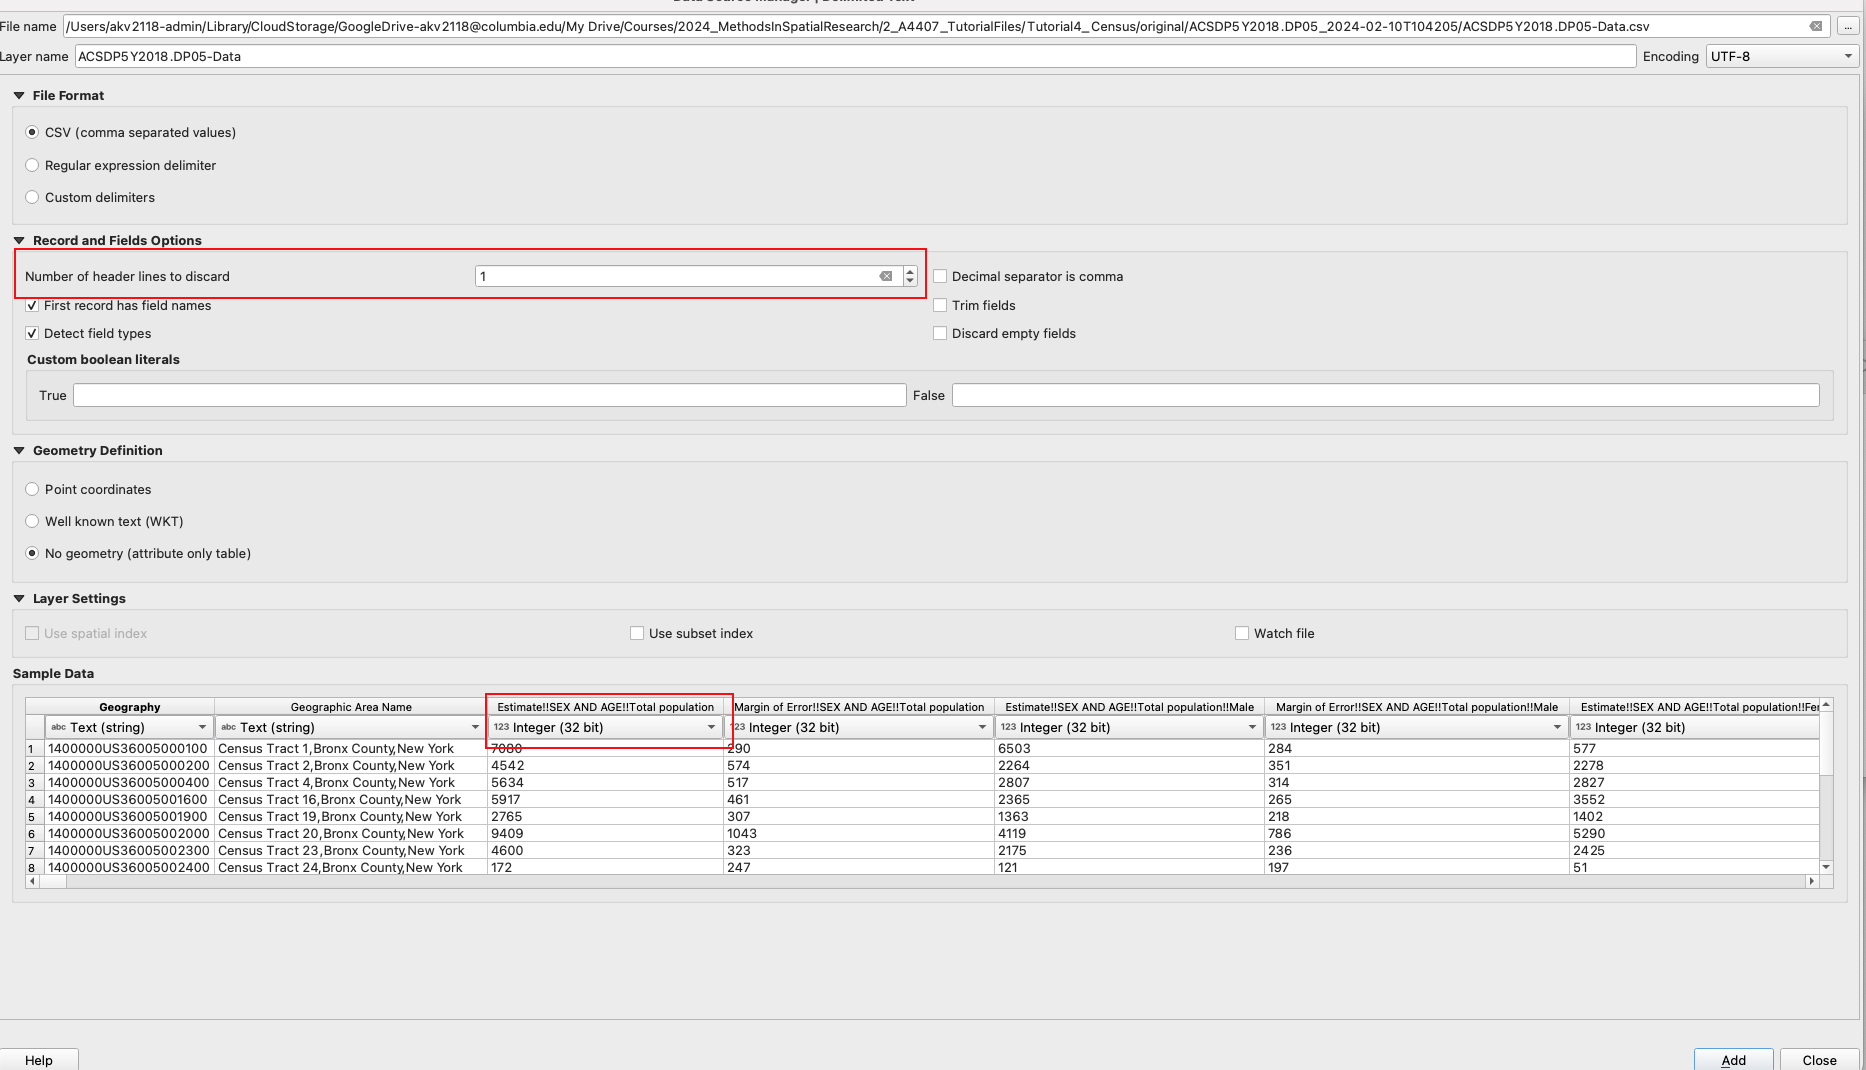 Data Source Manager | Delimited Text
File name /Users/akv2118-admin/Library/CloudStorage/GoogleDrive-akv2118@columbia.edu/My Drive/Courses/2024_MethodsInSpatialResearch/2_A4407_TutorialFiles/Tutorial4_Census/original/ACSDP5Y2018.DP05_2024-02-10T104205/ACSDP5Y2018.DP05-Data.csv ...
Layer name ACSDP5Y2018.DP05-Data Encoding UTF-8
File Format
CSV (comma separated values)
Regular expression delimiter
Custom delimiters
Record and Fields Options
Number of header lines to discard 1 Decimal separator is comma
First record has field names Trim fields
Detect field types Discard empty fields
Custom boolean literals
True False
Geometry Definition
Point coordinates
Well known text (WKT)
No geometry (attribute only table)
Layer Settings
Use spatial index Use subset index Watch file
Sample Data
Geography Geographic Area Name Estimate!!SEX AND AGE!!Total population Margin of Error!!SEX AND AGE!!Total population Estimate!!SEX AND AGE!!Total population!!Male Margin of Error!!SEX AND AGE!!Total population!!Male Estimate!!SEX AND AGE!!Total population!!Fer
abc Text (string) abc Text (string) 123 Integer (32 bit) 123 Integer (32 bit) 123 Integer (32 bit) 123 Integer (32 bit) 123 Integer (32 bit)
1 1400000US36005000100 Census Tract 1,Bronx County,New York 7080 290 6503 284 577
2 1400000US36005000200 Census Tract 2,Bronx County,New York 4542 574 2264 351 2278
3 1400000US36005000400 Census Tract 4,Bronx County,New York 5634 517 2807 314 2827
4 1400000US36005001600 Census Tract 16,Bronx County,New York 5917 461 2365 265 3552
5 1400000US36005001900 Census Tract 19,Bronx County,New York 2765 307 1363 218 1402
6 1400000US36005002000 Census Tract 20,Bronx County,New York 9409 1043 4119 786 5290
7 1400000US36005002300 Census Tract 23,Bronx County,New York 4600 323 2175 236 2425
8 1400000US36005002400 Census Tract 24,Bronx County,New York 172 247 121 197 51
Help Add Close